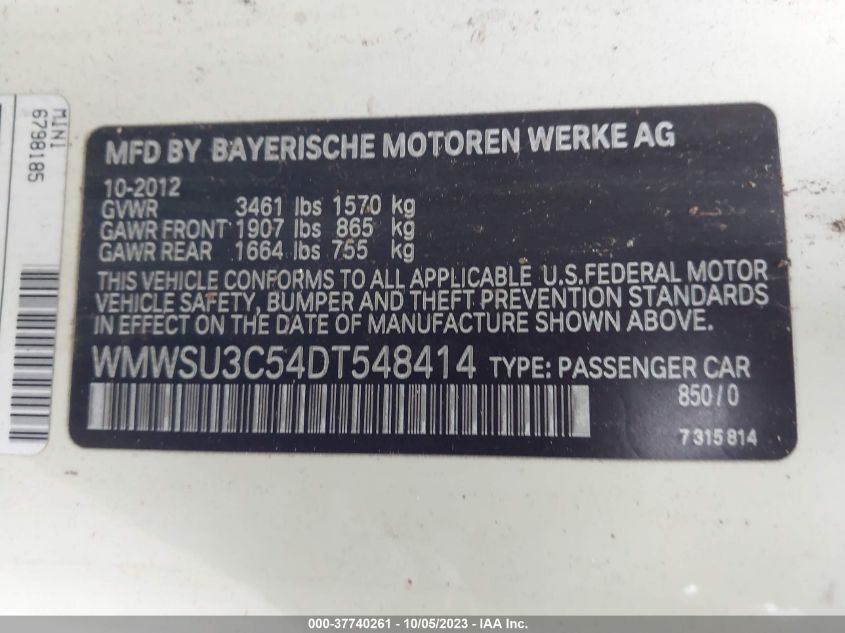 MINI
6798185
MFD BY BAYERISCHE MOTOREN WERKE AG
10-2012
GVWR 3461 lbs 1570 kg
GAWR FRONT 1907 lbs 865 kg
GAWR REAR 1664 lbs 755 kg
THIS VEHICLE CONFORMS TO ALL APPLICABLE U.S.FEDERAL MOTOR
VEHICLE SAFETY, BUMPER AND THEFT PREVENTION STANDARDS
IN EFFECT ON THE DATE OF MANUFACTURE SHOWN ABOVE.
WMWSU3C54DT548414 TYPE: PASSENGER CAR
850/0
7315814
000-37740261 - 10/05/2023 - IAA Inc.